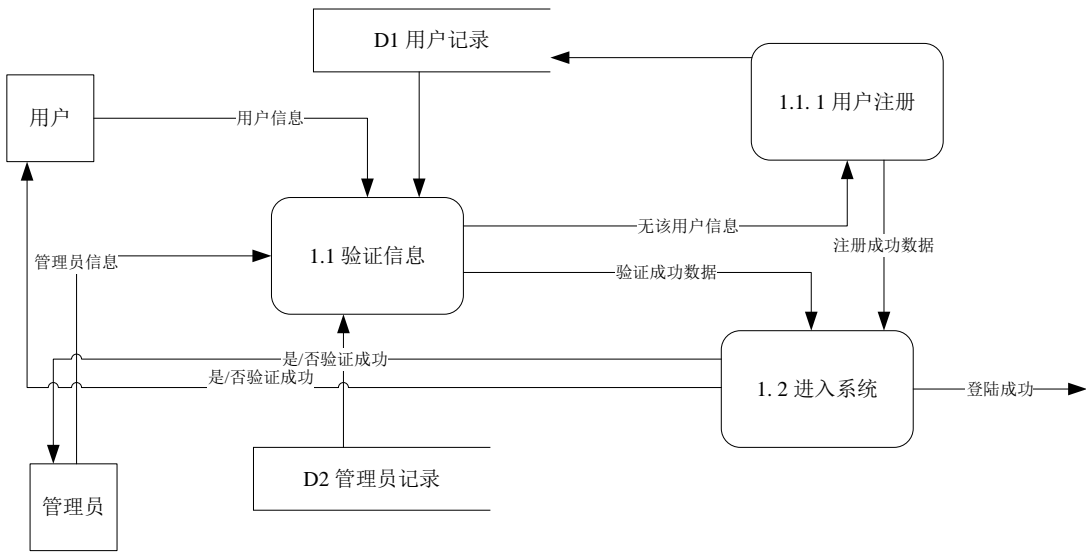 D1 用户记录
1.1. 1 用户注册
用户
用户信息
无该用户信息
注册成功数据
管理员信息
1.1 验证信息
验证成功数据
是/否验证成功
是/否验证成功
1. 2 进入系统
登陆成功
D2 管理员记录
管理员